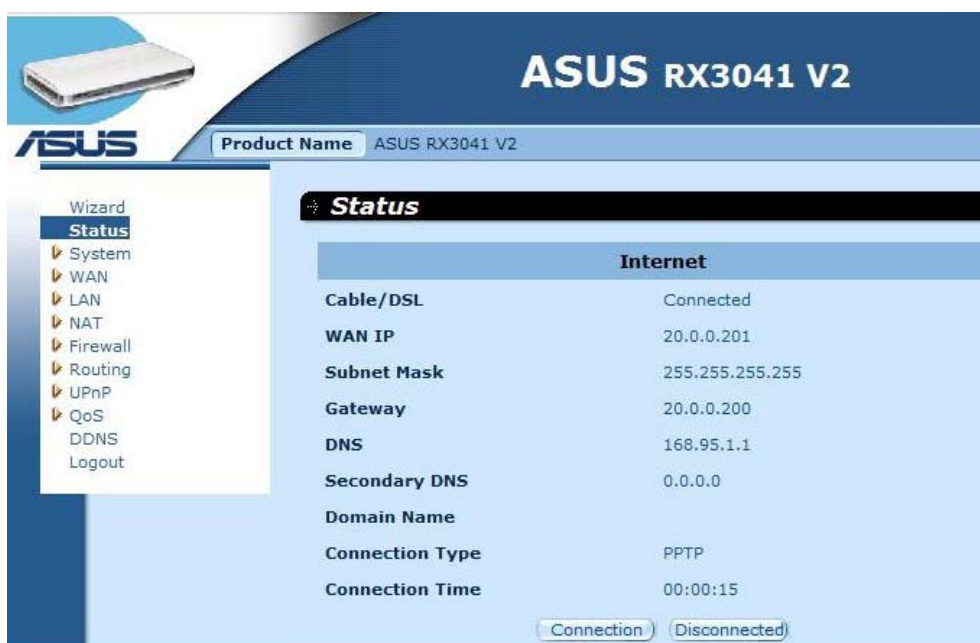 ASUS RX3041 V2
ASUS
Product Name ASUS RX3041 V2
Wizard
Status
System
WAN
LAN
NAT
Firewall
Routing
UPnP
QoS
DDNS
Logout
Status
Internet
Cable/DSL Connected
WAN IP 20.0.0.201
Subnet Mask 255.255.255.255
Gateway 20.0.0.200
DNS 168.95.1.1
Secondary DNS 0.0.0.0
Domain Name
Connection Type PPTP
Connection Time 00:00:15
Connection Disconnected